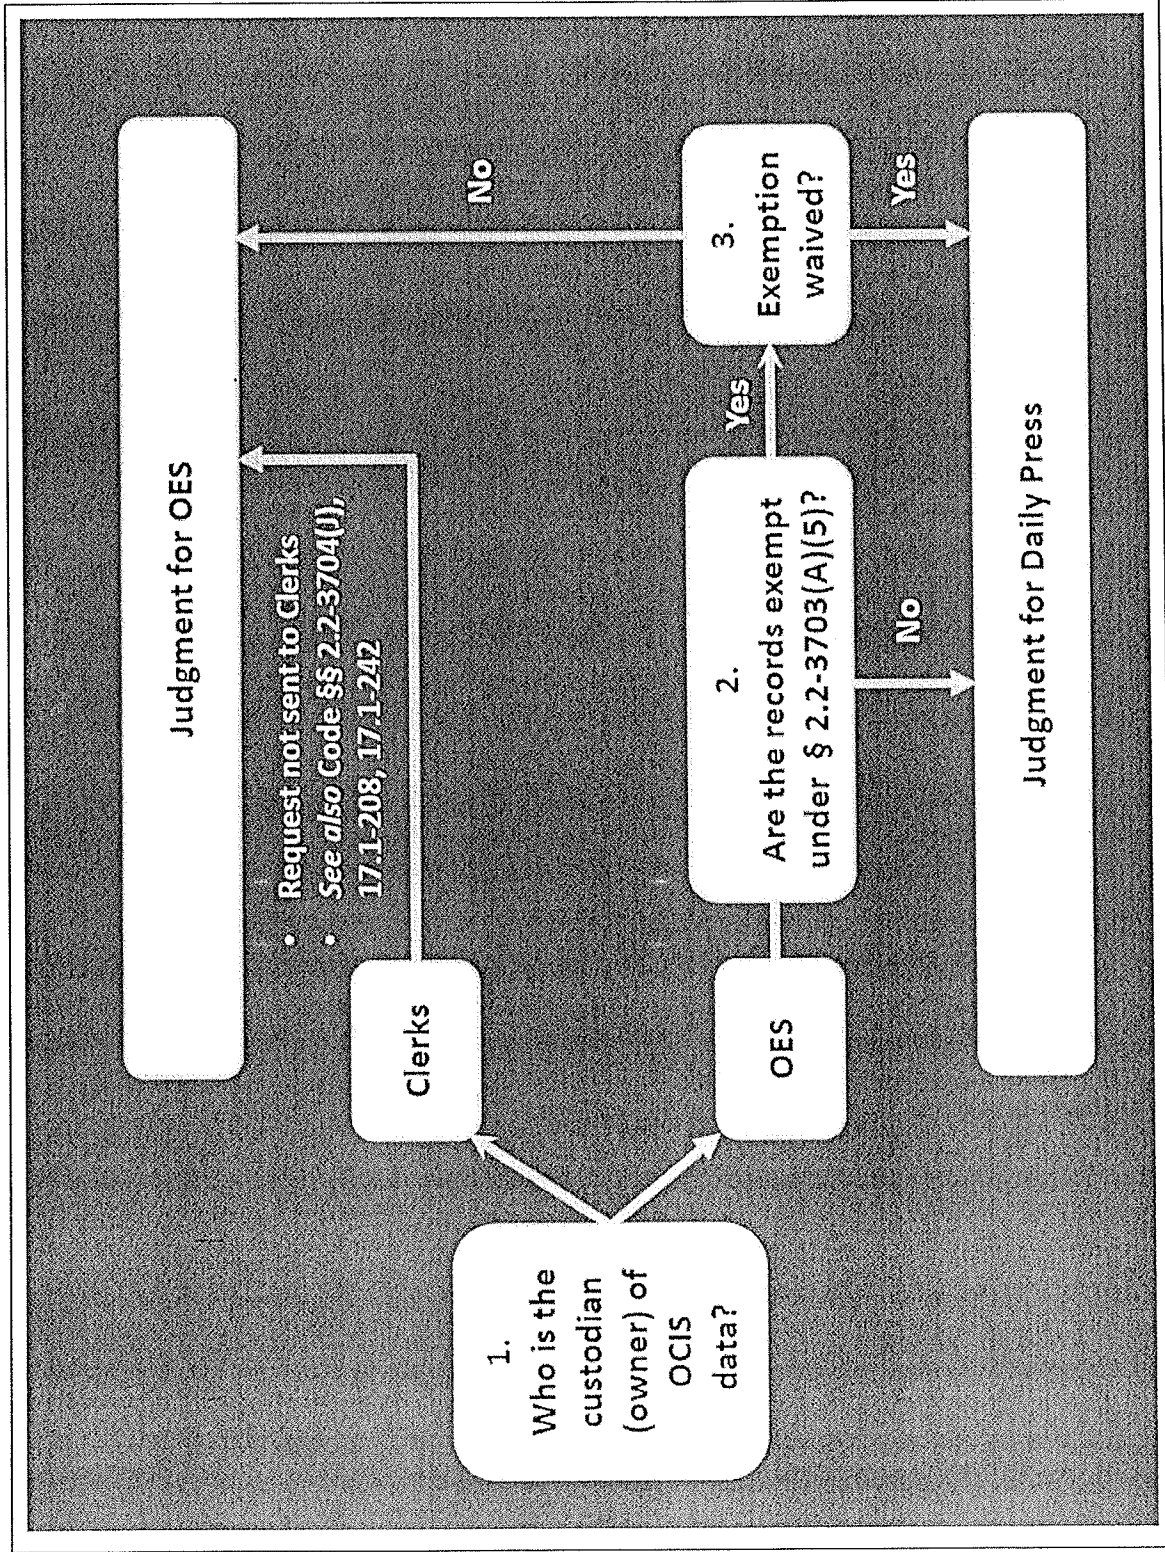 Judgment for OES
• Request not sent to Clerks
• See also Code §§ 2.2-3704(J),
17.1-208, 17.1-242
Clerks
No
1.
Who is the
custodian
(owner) of
OCIS
data?
OES
2.
Are the records exempt
under § 2.2-3703(A)(5)?
Yes
3.
Exemption
waived?
No
Yes
Judgment for Daily Press